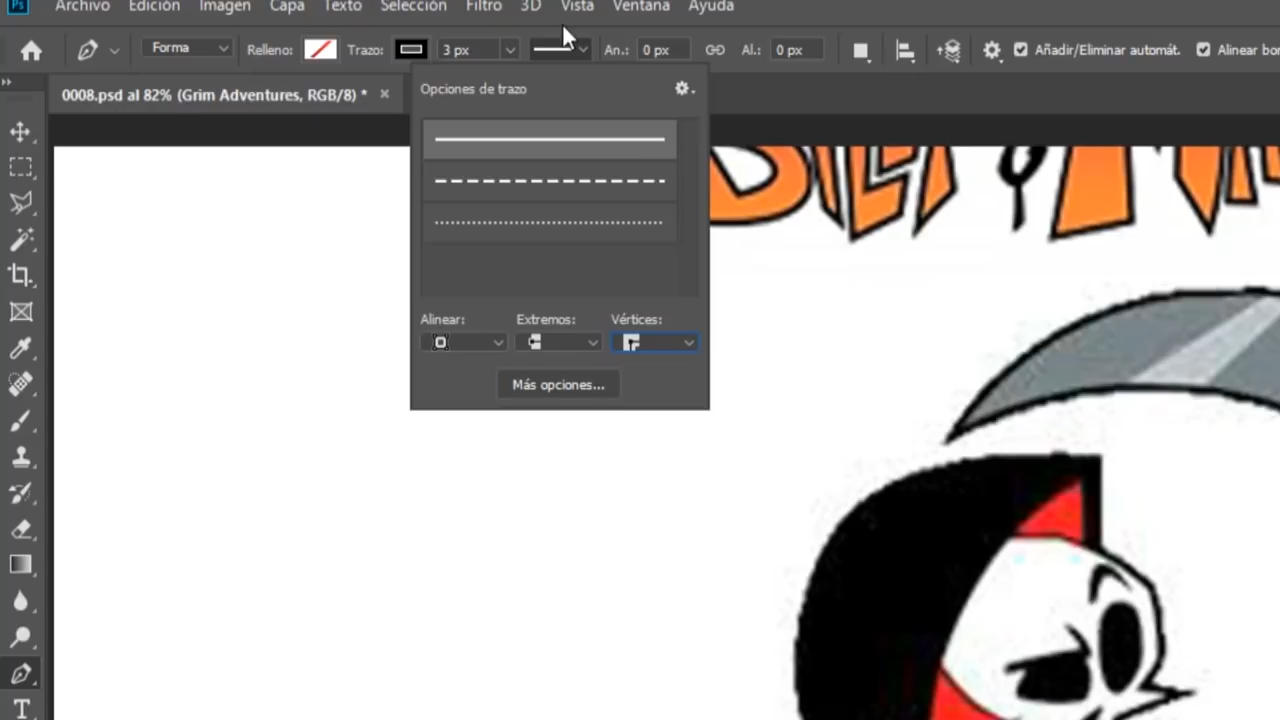 Ps Archivo Edición Imagen Capa Texto Selección Filtro 3D Vista Ventana Ayuda
Forma Relleno: Trazo: 3 px An.: 0 px Al.: 0 px Añadir/Eliminar automát. Alinear bor
0008.psd al 82% (Grim Adventures, RGB/8) * ×
Opciones de trazo
Alinear: Extremos: Vértices:
Más opciones...
T